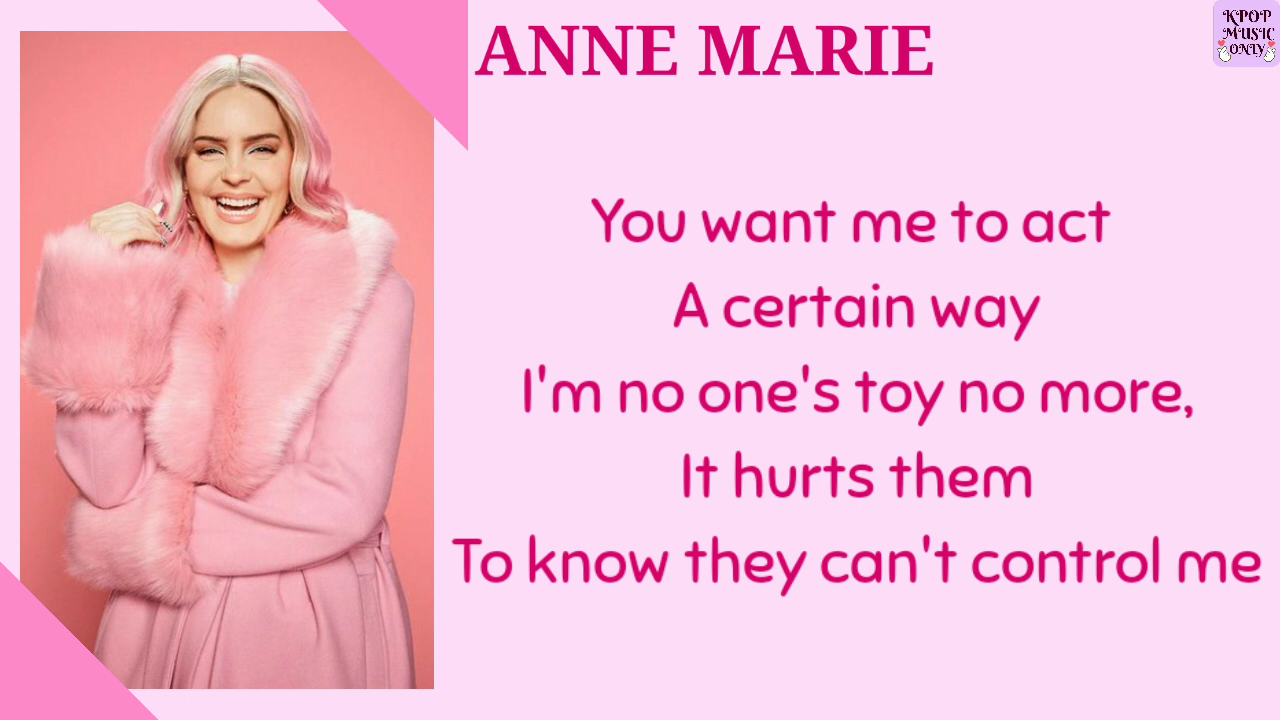 ANNE MARIE
KPOP
MUSIC
ONLY
You want me to act
A certain way
I'm no one's toy no more,
It hurts them
To know they can't control me